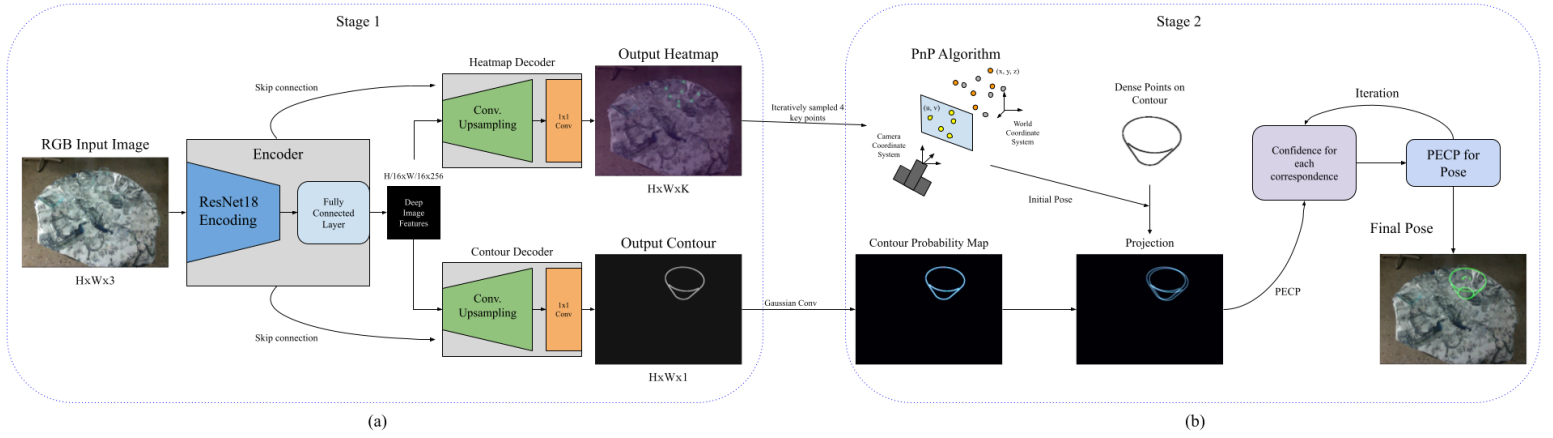 Stage 1
RGB Input Image
HxWx3
Skip connection
Encoder
ResNet18
Encoding
Fully
Connected
Layer
Skip connection
H/16xW/16x256
Deep
Image
Features
Heatmap Decoder
Conv.
Upsampling
1x1
Conv
Output Heatmap
HxWxK
Contour Decoder
Conv.
Upsampling
1x1
Conv
Output Contour
HxWx1
(a)
Iteratively sampled 4
key points
Gaussian Conv
Stage 2
PnP Algorithm
(x, y, z)
(u, v)
World
Coordinate
System
Camera
Coordinate
System
Initial Pose
Dense Points on
Contour
Contour Probability Map
Projection
PECP
Iteration
Confidence for
each
correspondence
PECP for
Pose
Final Pose
(b)